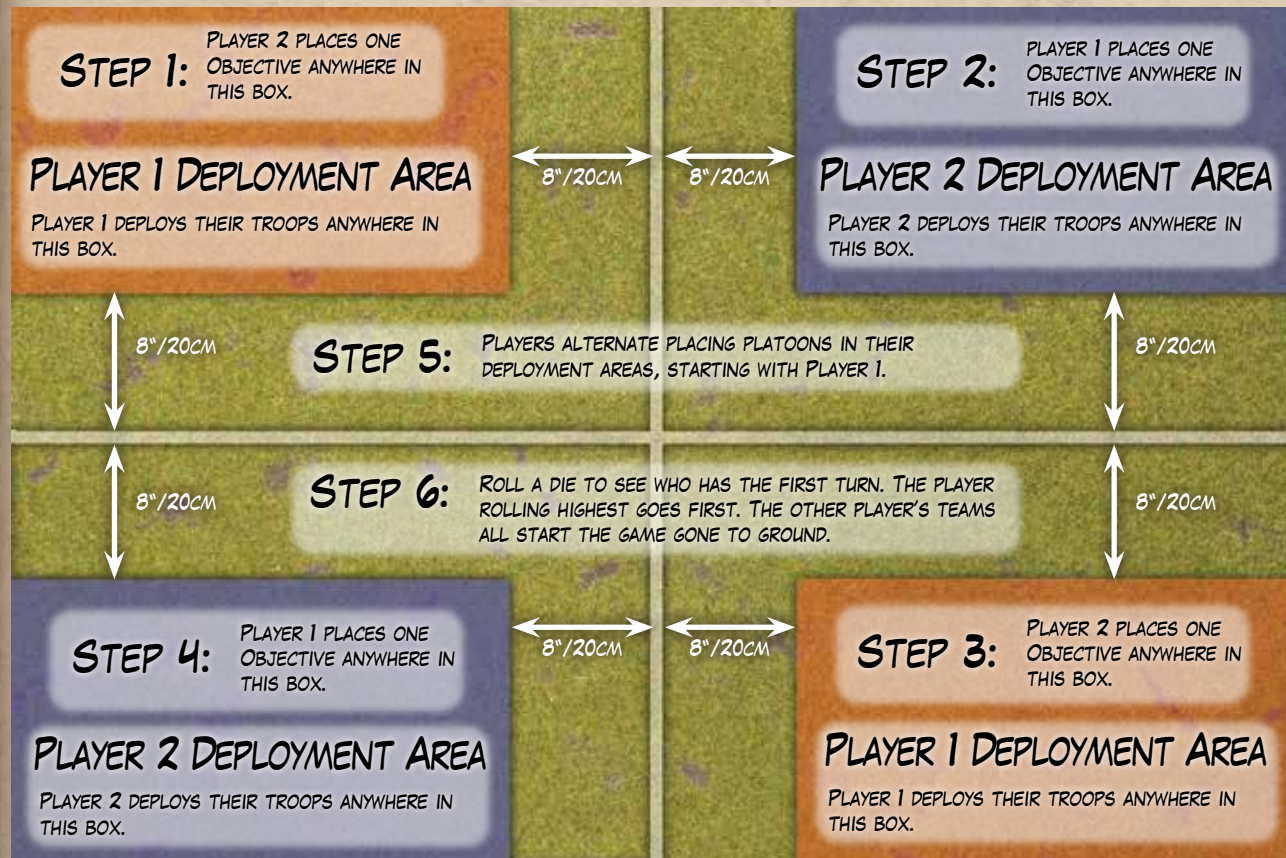 STEP 1:
PLAYER 2 PLACES ONE
OBJECTIVE ANYWHERE IN
THIS BOX.
PLAYER 1 DEPLOYMENT AREA
PLAYER 1 DEPLOYS THEIR TROOPS ANYWHERE IN
THIS BOX.
8"/20CM
8"/20CM
STEP 2:
PLAYER 1 PLACES ONE
OBJECTIVE ANYWHERE IN
THIS BOX.
PLAYER 2 DEPLOYMENT AREA
PLAYER 2 DEPLOYS THEIR TROOPS ANYWHERE IN
THIS BOX.
8"/20CM
STEP 5:
PLAYERS ALTERNATE PLACING PLATOONS IN THEIR
DEPLOYMENT AREAS, STARTING WITH PLAYER 1.
8"/20CM
8"/20CM
STEP 6:
ROLL A DIE TO SEE WHO HAS THE FIRST TURN. THE PLAYER
ROLLING HIGHEST GOES FIRST. THE OTHER PLAYER'S TEAMS
ALL START THE GAME GONE TO GROUND.
8"/20CM
STEP 4:
PLAYER 1 PLACES ONE
OBJECTIVE ANYWHERE IN
THIS BOX.
PLAYER 2 DEPLOYMENT AREA
PLAYER 2 DEPLOYS THEIR TROOPS ANYWHERE IN
THIS BOX.
8"/20CM
8"/20CM
STEP 3:
PLAYER 2 PLACES ONE
OBJECTIVE ANYWHERE IN
THIS BOX.
PLAYER 1 DEPLOYMENT AREA
PLAYER 1 DEPLOYS THEIR TROOPS ANYWHERE IN
THIS BOX.